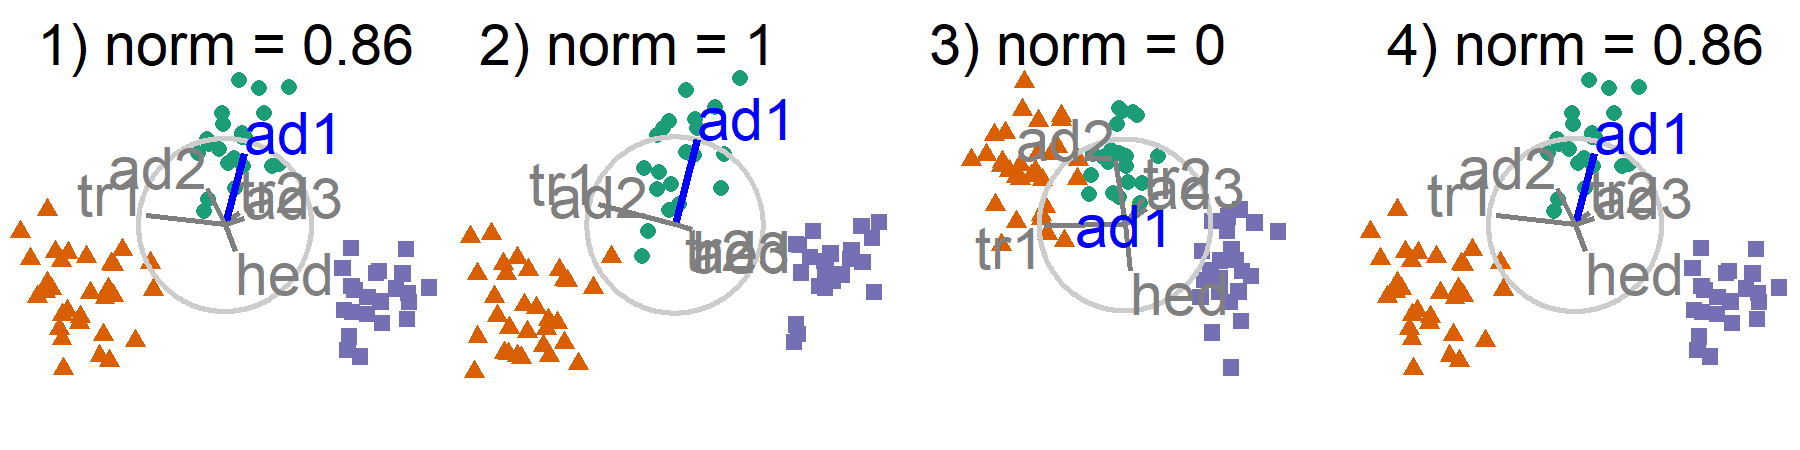 1) norm = 0.86
2) norm = 1
3) norm = 0
4) norm = 0.86
ad1
ad2
tr1
tr2
ad3
hed
ad1
tr1
ad2
tr2
hed
ad2
tr2
ad3
ad1
tr1
hed
ad1
ad2
tr1
tr2
ad3
hed